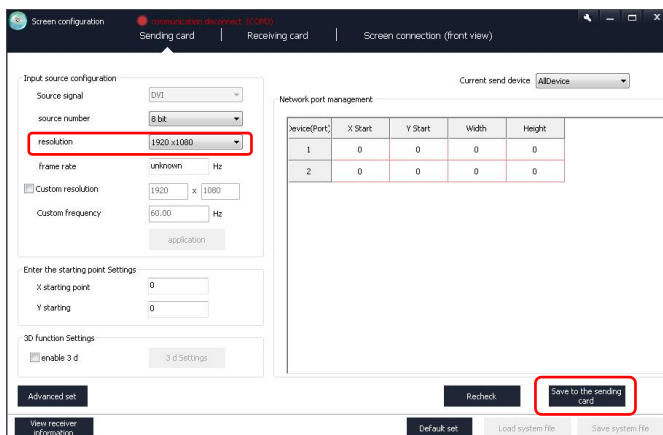 Screen configuration
communication disconnect (COM3)
Sending card | Receiving card | Screen connection (front view)
Input source configuration
Current send device AllDevice
Source signal DVI
Network port management
source number 8 bit
resolution 1920 x1080
frame rate unknown Hz
Custom resolution 1920 x 1080
Custom frequency 60.00 Hz
application
Device(Port) X Start Y Start Width Height
1 0 0 0 0
2 0 0 0 0
Enter the starting point Settings
X starting point 0
Y starting 0
3D function Settings
enable 3 d 3 d Settings
Advanced set
Recheck
Save to the sending
card
View receiver
information
Default set Load system file Save system file